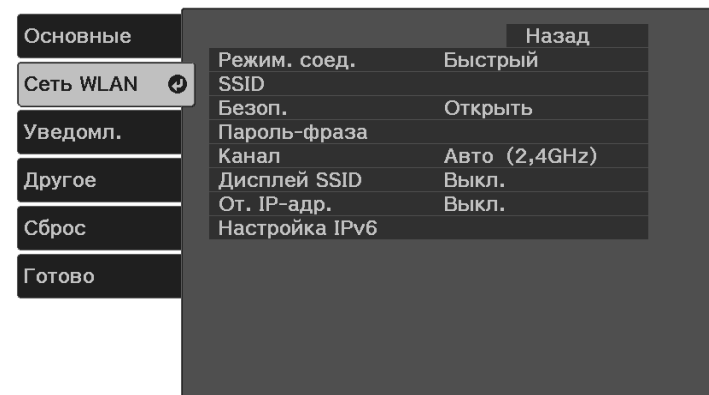 Основные
Сеть WLAN
Уведомл.
Другое
Сброс
Готово
Назад
Режим. соед. Быстрый
SSID
Безоп. Открыть
Пароль-фраза
Канал Авто (2,4GHz)
Дисплей SSID Выкл.
От. IP-адр. Выкл.
Настройка IPv6